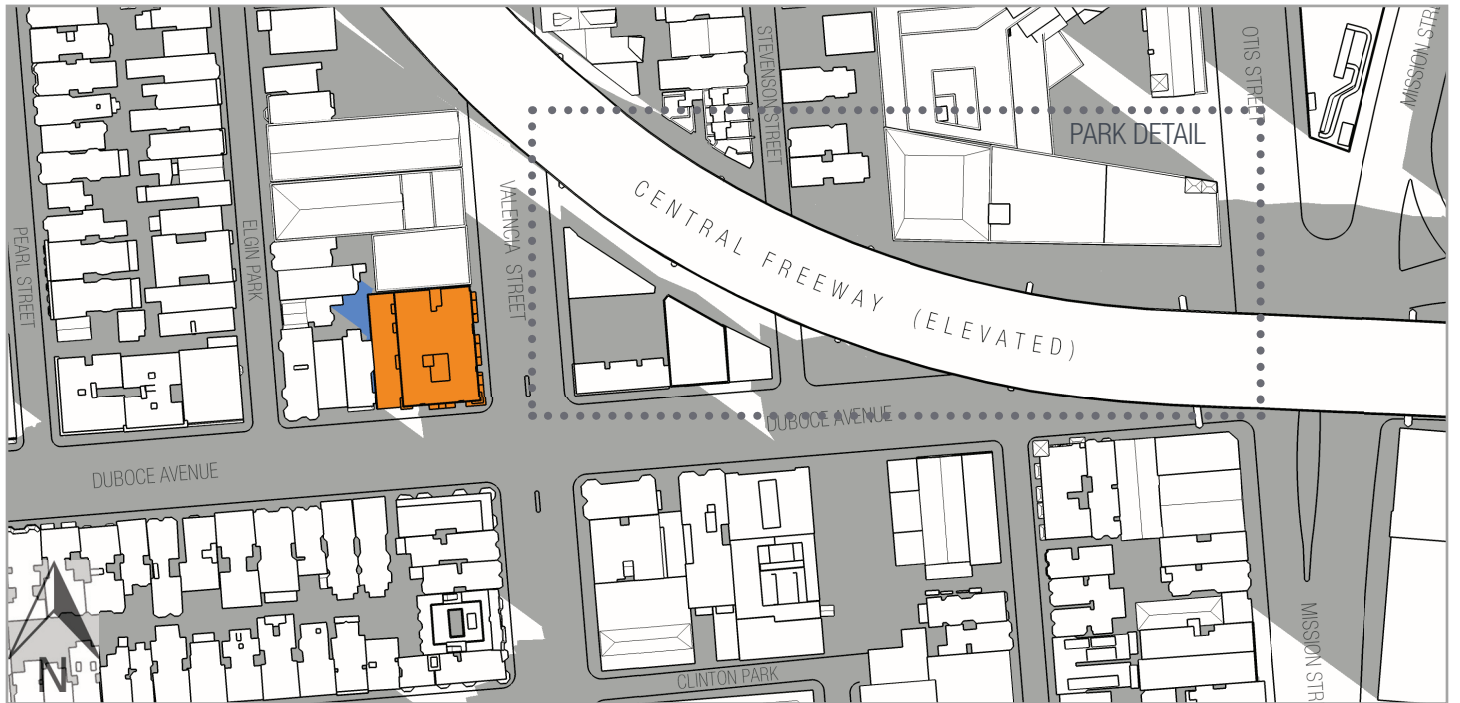 STEVENSON STREET
OTIS STREET
MISSION STR
PARK DETAIL
CENTRAL FREEWAY (ELEVATED)
VALENCIA STREET
ELGIN PARK
PEARL STREET
DUBOCE AVENUE
DUBOCE AVENUE
CLINTON PARK
MISSION STR
N